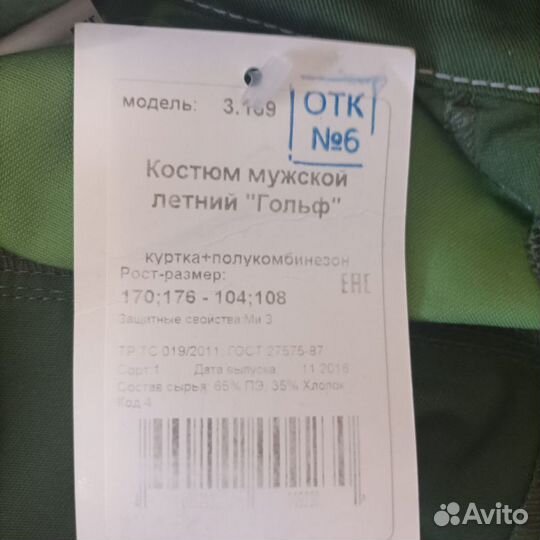 модель: 3.169
ОТК
№6
Костюм мужской
летний "Гольф"
куртка+полукомбинезон
Рост-размер:
170;176 - 104;108
EAC
Защитные свойства:Ми З
ТР ТС 019/2011, ГОСТ 27575-87
Сорт:1 Дата выпуска 11.2016
Состав сырья: 65% ПЭ, 35% Хлопок
Код 4
Avito